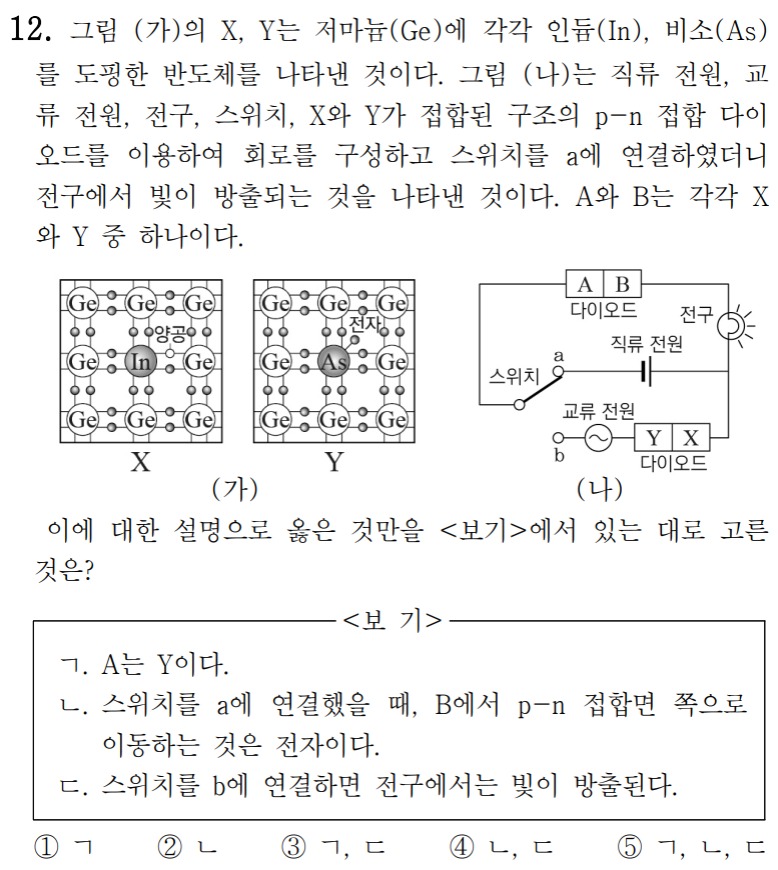 12. 그림 (가)의 X, Y는 저마늄(Ge)에 각각 인듐(In), 비소(As)
를 도핑한 반도체를 나타낸 것이다. 그림 (나)는 직류 전원, 교
류 전원, 전구, 스위치, X와 Y가 접합된 구조의 p-n 접합 다이
오드를 이용하여 회로를 구성하고 스위치를 a에 연결하였더니
전구에서 빛이 방출되는 것을 나타낸 것이다. A와 B는 각각 X
와 Y 중 하나이다.
Ge Ge Ge
양공
Ge In Ge
Ge Ge Ge
X
Ge Ge Ge
전자
Ge As Ge
Ge Ge Ge
Y
(가)
A B
다이오드
전구
직류 전원
a
스위치
교류 전원
b
Y X
다이오드
(나)
이에 대한 설명으로 옳은 것만을 <보기>에서 있는 대로 고른
것은?
<보 기>
ㄱ. A는 Y이다.
ㄴ. 스위치를 a에 연결했을 때, B에서 p-n 접합면 쪽으로
이동하는 것은 전자이다.
ㄷ. 스위치를 b에 연결하면 전구에서는 빛이 방출된다.
① ㄱ ② ㄴ ③ ㄱ, ㄷ ④ ㄴ, ㄷ ⑤ ㄱ, ㄴ, ㄷ